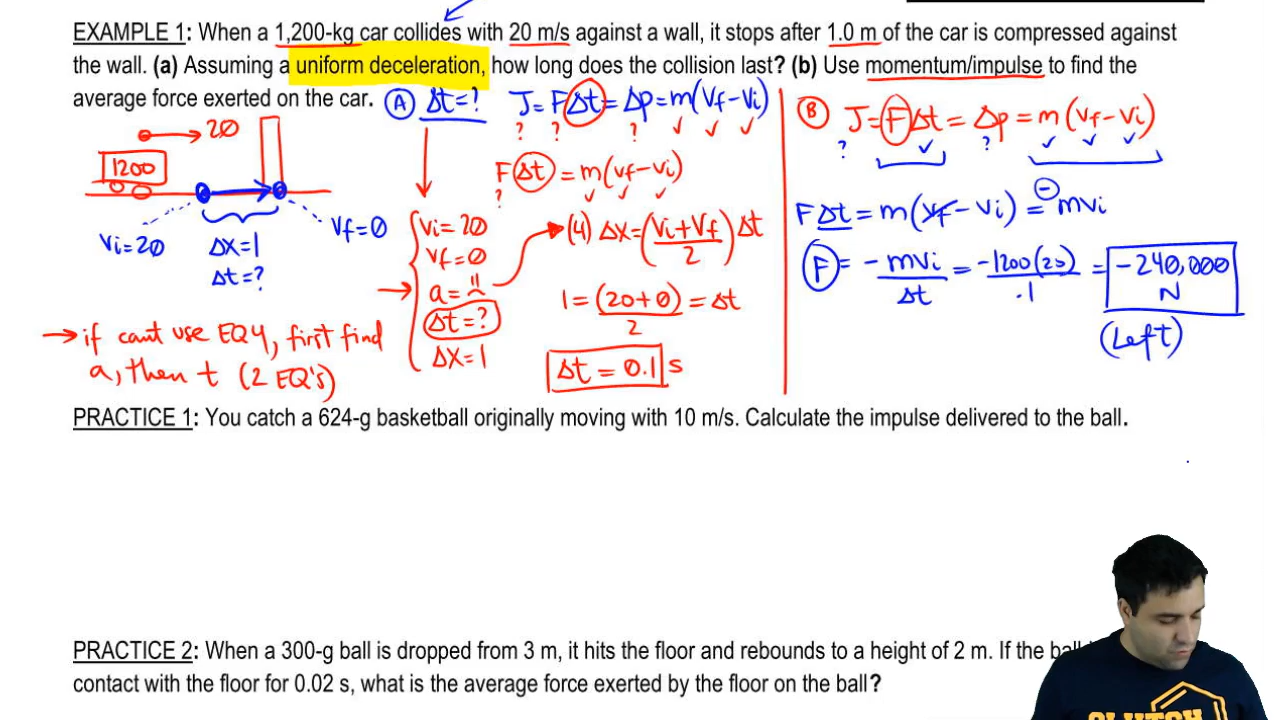 EXAMPLE 1: When a 1,200-kg car collides with 20 m/s against a wall, it stops after 1.0 m of the car is compressed against
the wall. (a) Assuming a uniform deceleration, how long does the collision last? (b) Use momentum/impulse to find the
average force exerted on the car.
A Δt=?
J=FΔt=Δp=m(Vf-Vi)
? ? ? ✓ ✓ ✓
20
1200
FΔt=m(Vf-Vi)
? ✓ ✓ ✓
Vi=20
ΔX=1
Δt=?
Vf=0
Vi=20
Vf=0
a=
Δt=?
ΔX=1
(4) ΔX=(Vi+Vf)Δt
2
1=(20+0)=Δt
2
Δt=0.1 s
→ if cant use EQ4, first find
a, then t (2 EQ's)
B J=FΔt=Δp=m(Vf-Vi)
? ✓ ? ✓ ✓ ✓
FΔt=m(Vf-Vi)=-mVi
F=-mVi=-1200(20)=-240,000
Δt .1 N
(Left)
PRACTICE 1: You catch a 624-g basketball originally moving with 10 m/s. Calculate the impulse delivered to the ball.
PRACTICE 2: When a 300-g ball is dropped from 3 m, it hits the floor and rebounds to a height of 2 m. If the ball
contact with the floor for 0.02 s, what is the average force exerted by the floor on the ball?
CLUTCH